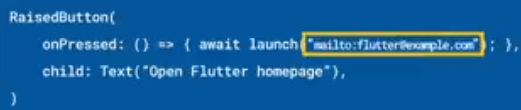 RaisedButton(
onPressed: () => { await launch("mailto:flutter@example.com"); },
child: Text("Open Flutter homepage"),
)